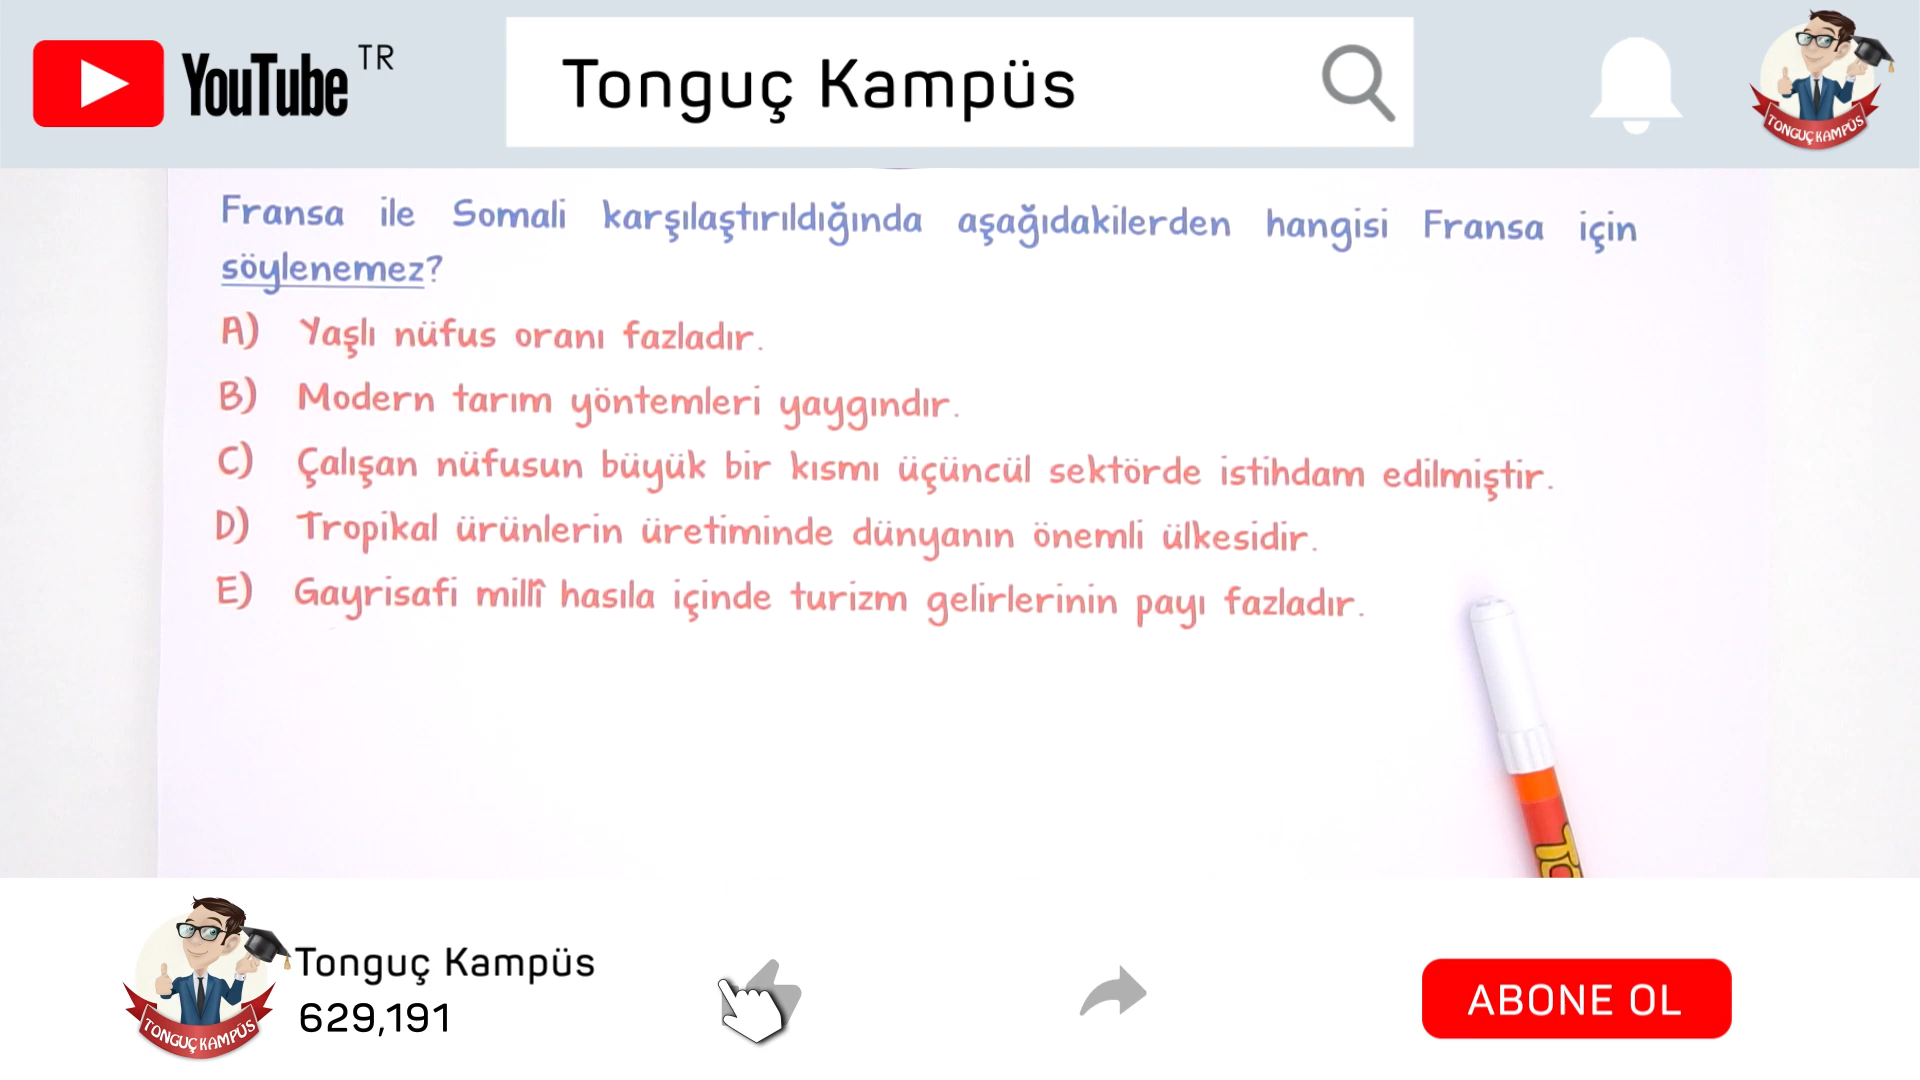 YouTube TR
Tonguç Kampüs
TONGUÇ KAMPÜS
Fransa ile Somali karşılaştırıldığında aşağıdakilerden hangisi Fransa için
söylenemez?
A) Yaşlı nüfus oranı fazladır.
B) Modern tarım yöntemleri yaygındır.
C) Çalışan nüfusun büyük bir kısmı üçüncül sektörde istihdam edilmiştir.
D) Tropikal ürünlerin üretiminde dünyanın önemli ülkesidir.
E) Gayrisafi millî hasıla içinde turizm gelirlerinin payı fazladır.
Tonguç Kampüs
629,191
TONGUÇ KAMPÜS
ABONE OL